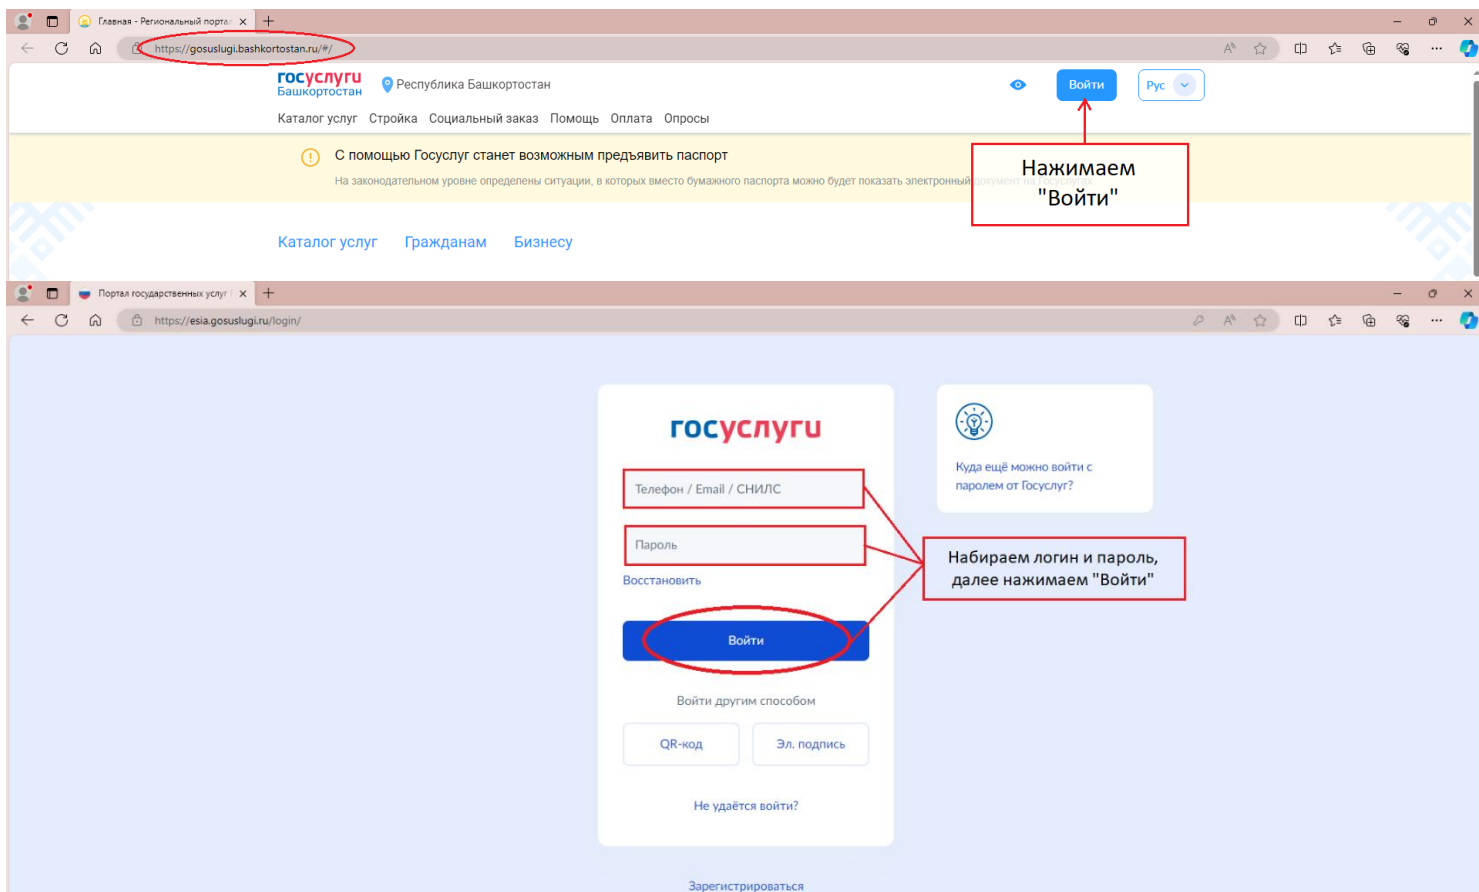 Главная - Региональный портал
https://gosuslugi.bashkortostan.ru/#/
госуслуги
Башкортостан
Республика Башкортостан
Войти
Рус
Каталог услуг Стройка Социальный заказ Помощь Оплата Опросы
С помощью Госуслуг станет возможным предъявить паспорт
На законодательном уровне определены ситуации, в которых вместо бумажного паспорта можно будет показать электронный документ на Госуслугах
Нажимаем
"Войти"
Каталог услуг Гражданам Бизнесу
Портал государственных услуг
https://esia.gosuslugi.ru/login/
госуслуги
Телефон / Email / СНИЛС
Пароль
Восстановить
Войти
Войти другим способом
QR-код Эл. подпись
Не удаётся войти?
Зарегистрироваться
Куда ещё можно войти с
паролем от Госуслуг?
Набираем логин и пароль,
далее нажимаем "Войти"